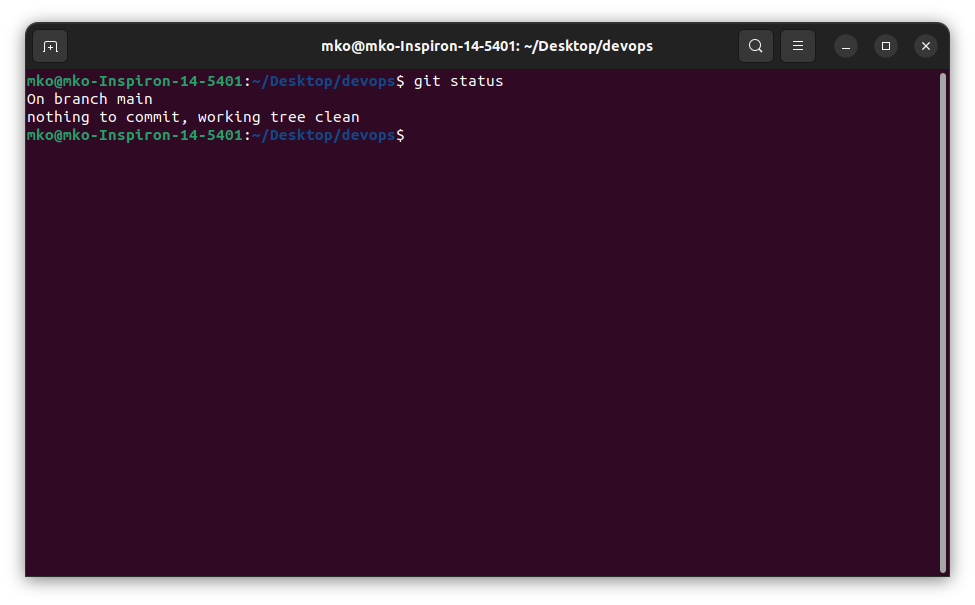 mko@mko-Inspiron-14-5401: ~/Desktop/devops
mko@mko-Inspiron-14-5401:~/Desktop/devops$ git status
On branch main
nothing to commit, working tree clean
mko@mko-Inspiron-14-5401:~/Desktop/devops$